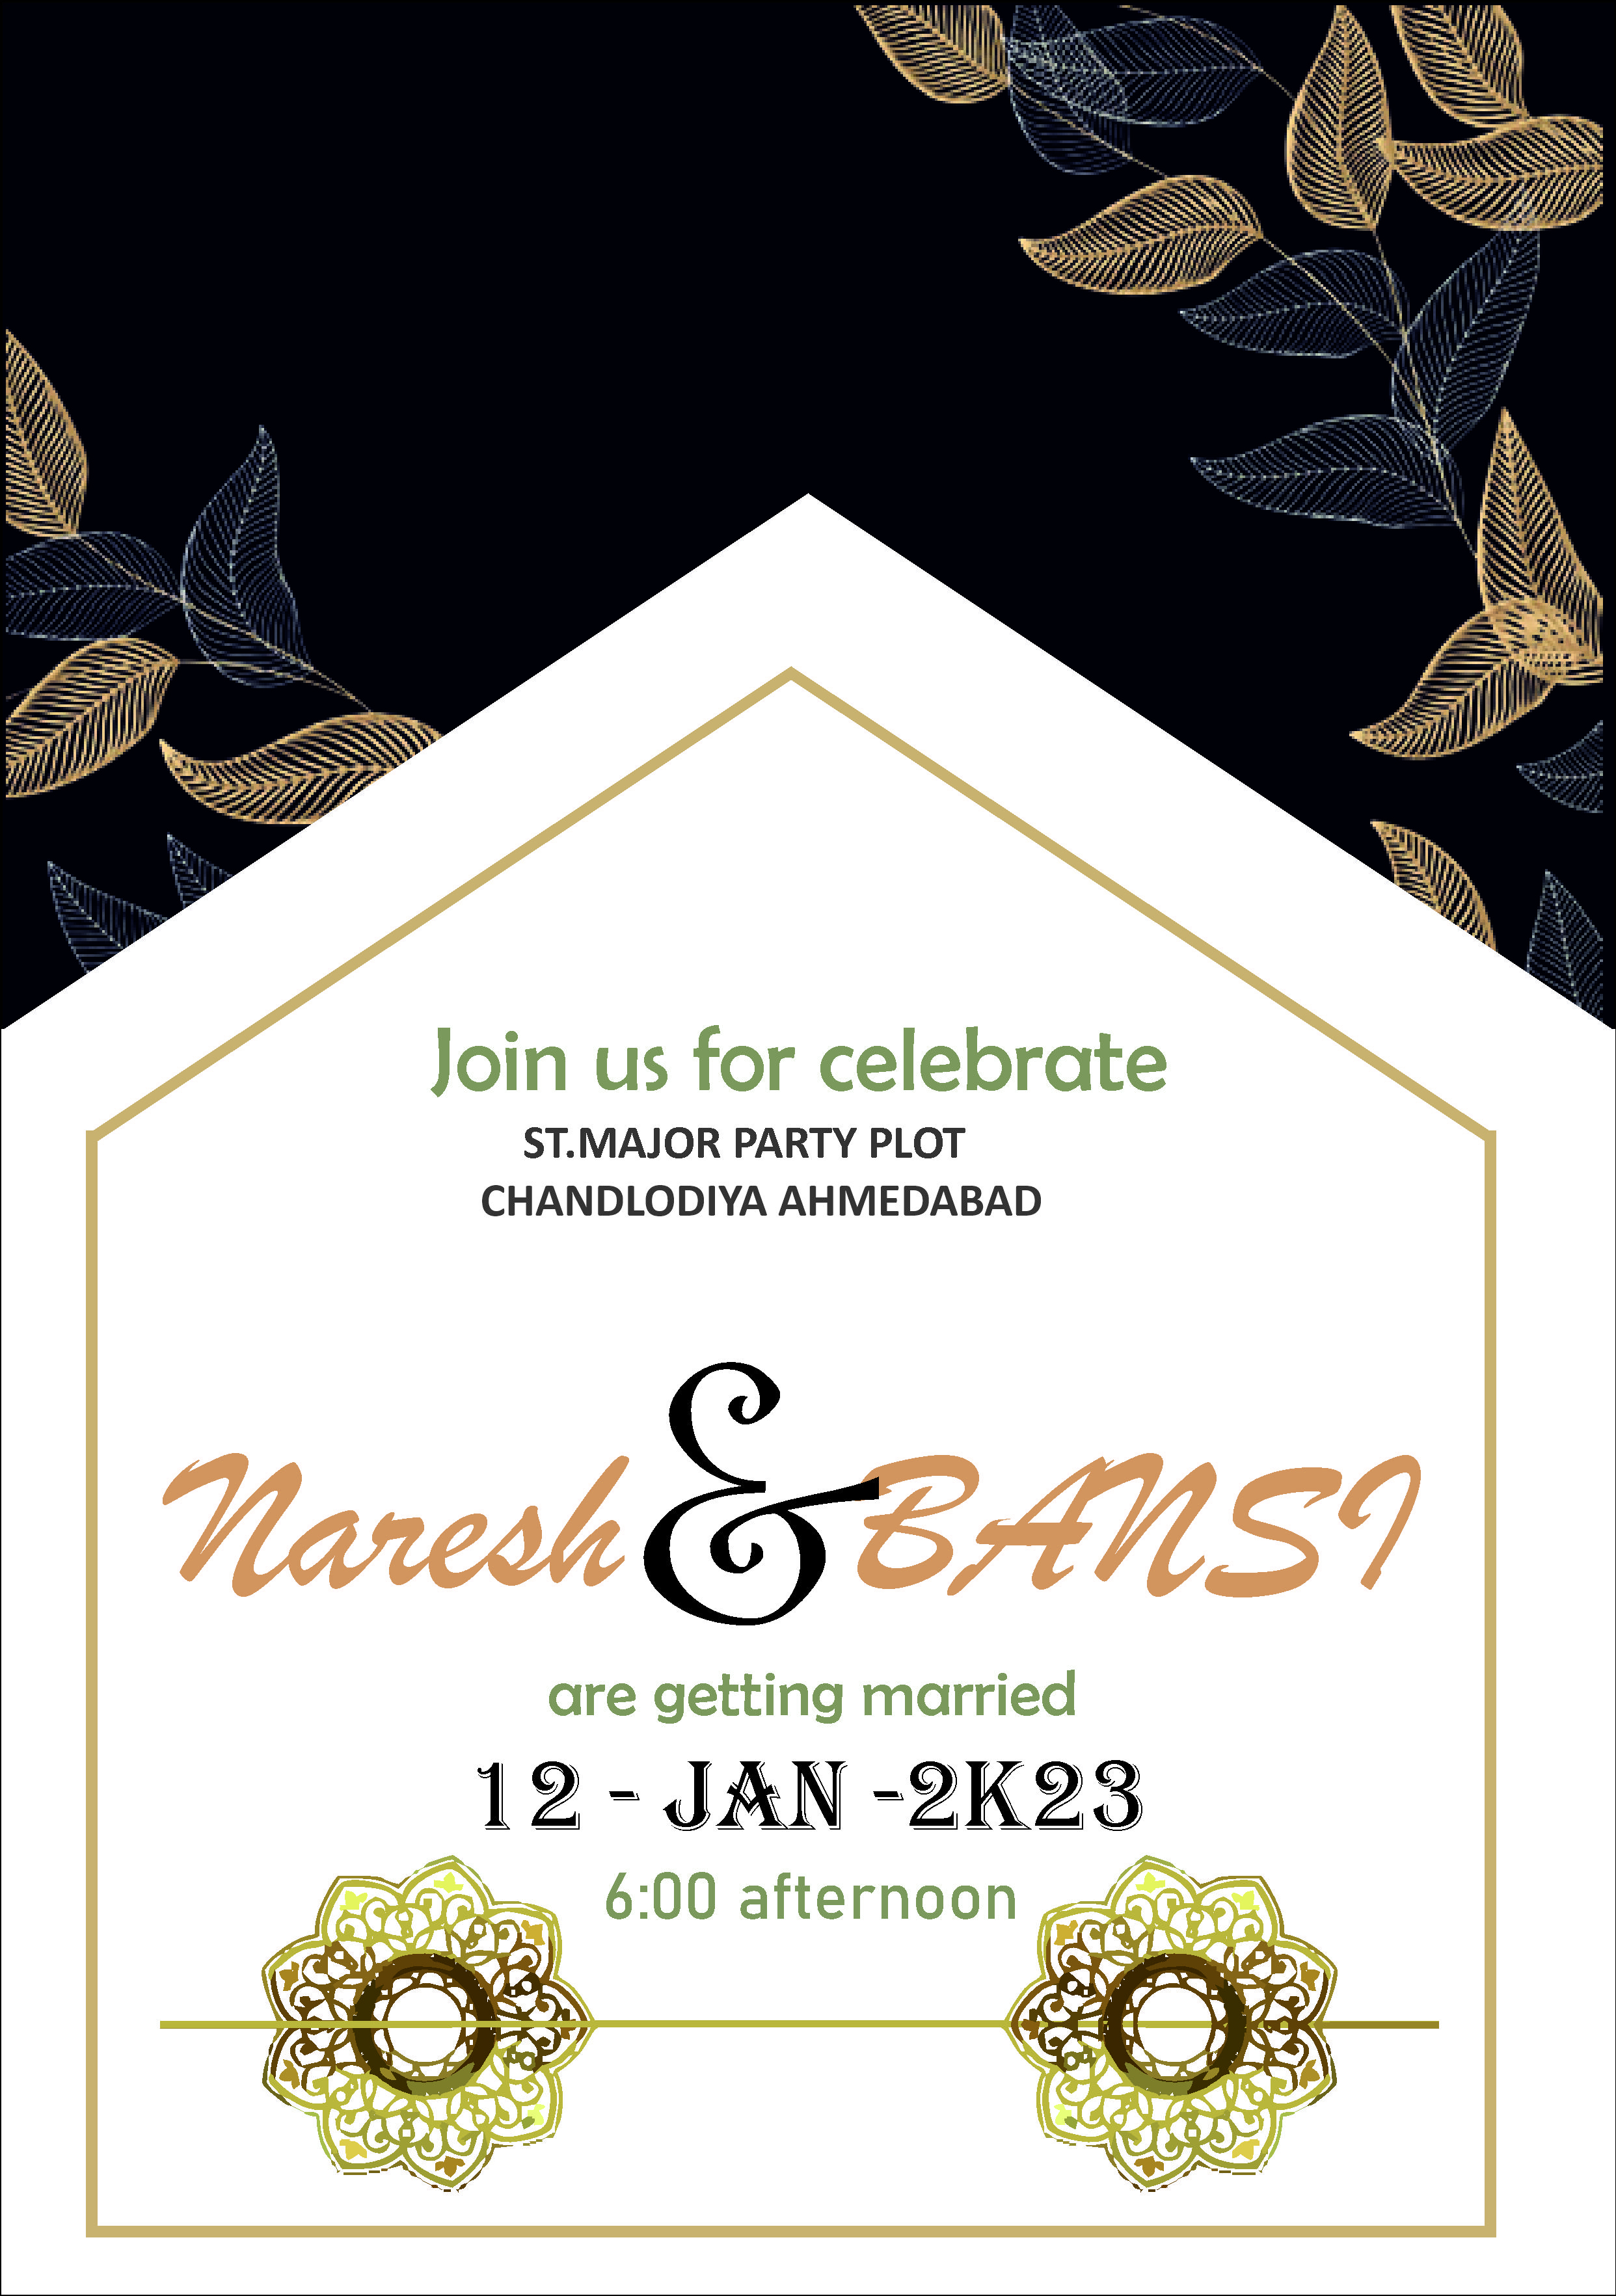 Join us for celebrate
ST.MAJOR PARTY PLOT
CHANDLODIYA AHMEDABAD
Naresh & BANSI
are getting married
12 - JAN -2K23
6:00 afternoon